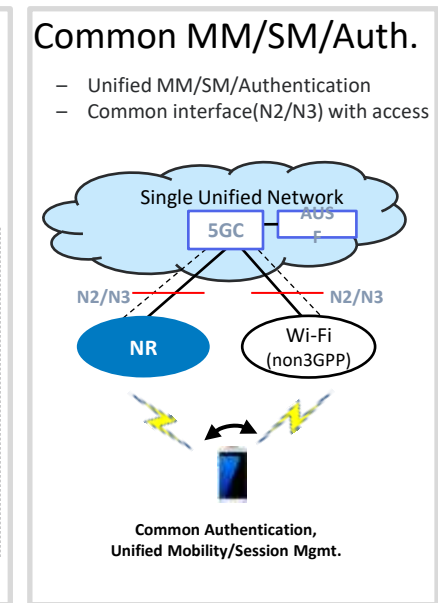 Common MM/SM/Auth.
– Unified MM/SM/Authentication
– Common interface(N2/N3) with access
Single Unified Network
5GC
AUS
F
N2/N3
N2/N3
NR
Wi-Fi
(non3GPP)
Common Authentication,
Unified Mobility/Session Mgmt.